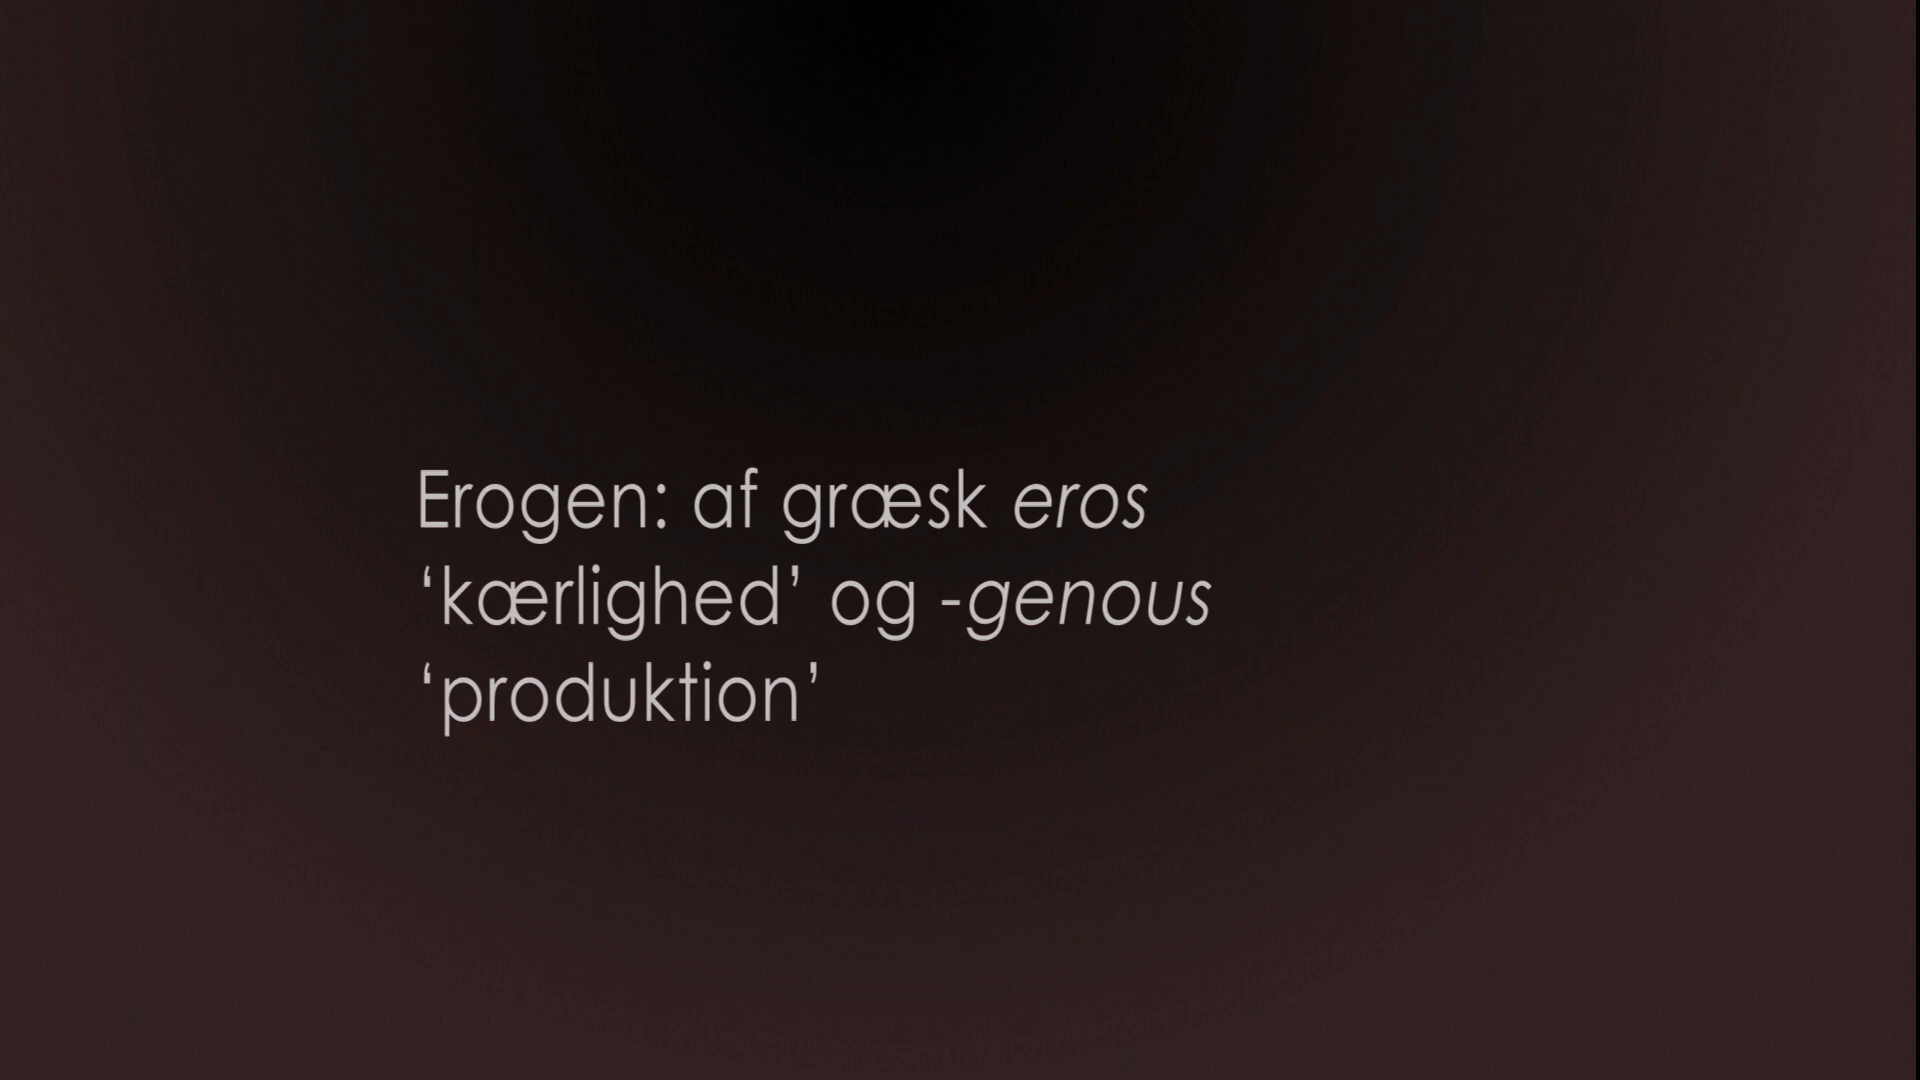 Erogen: af græsk eros
‘kærlighed’ og -genous
‘produktion’